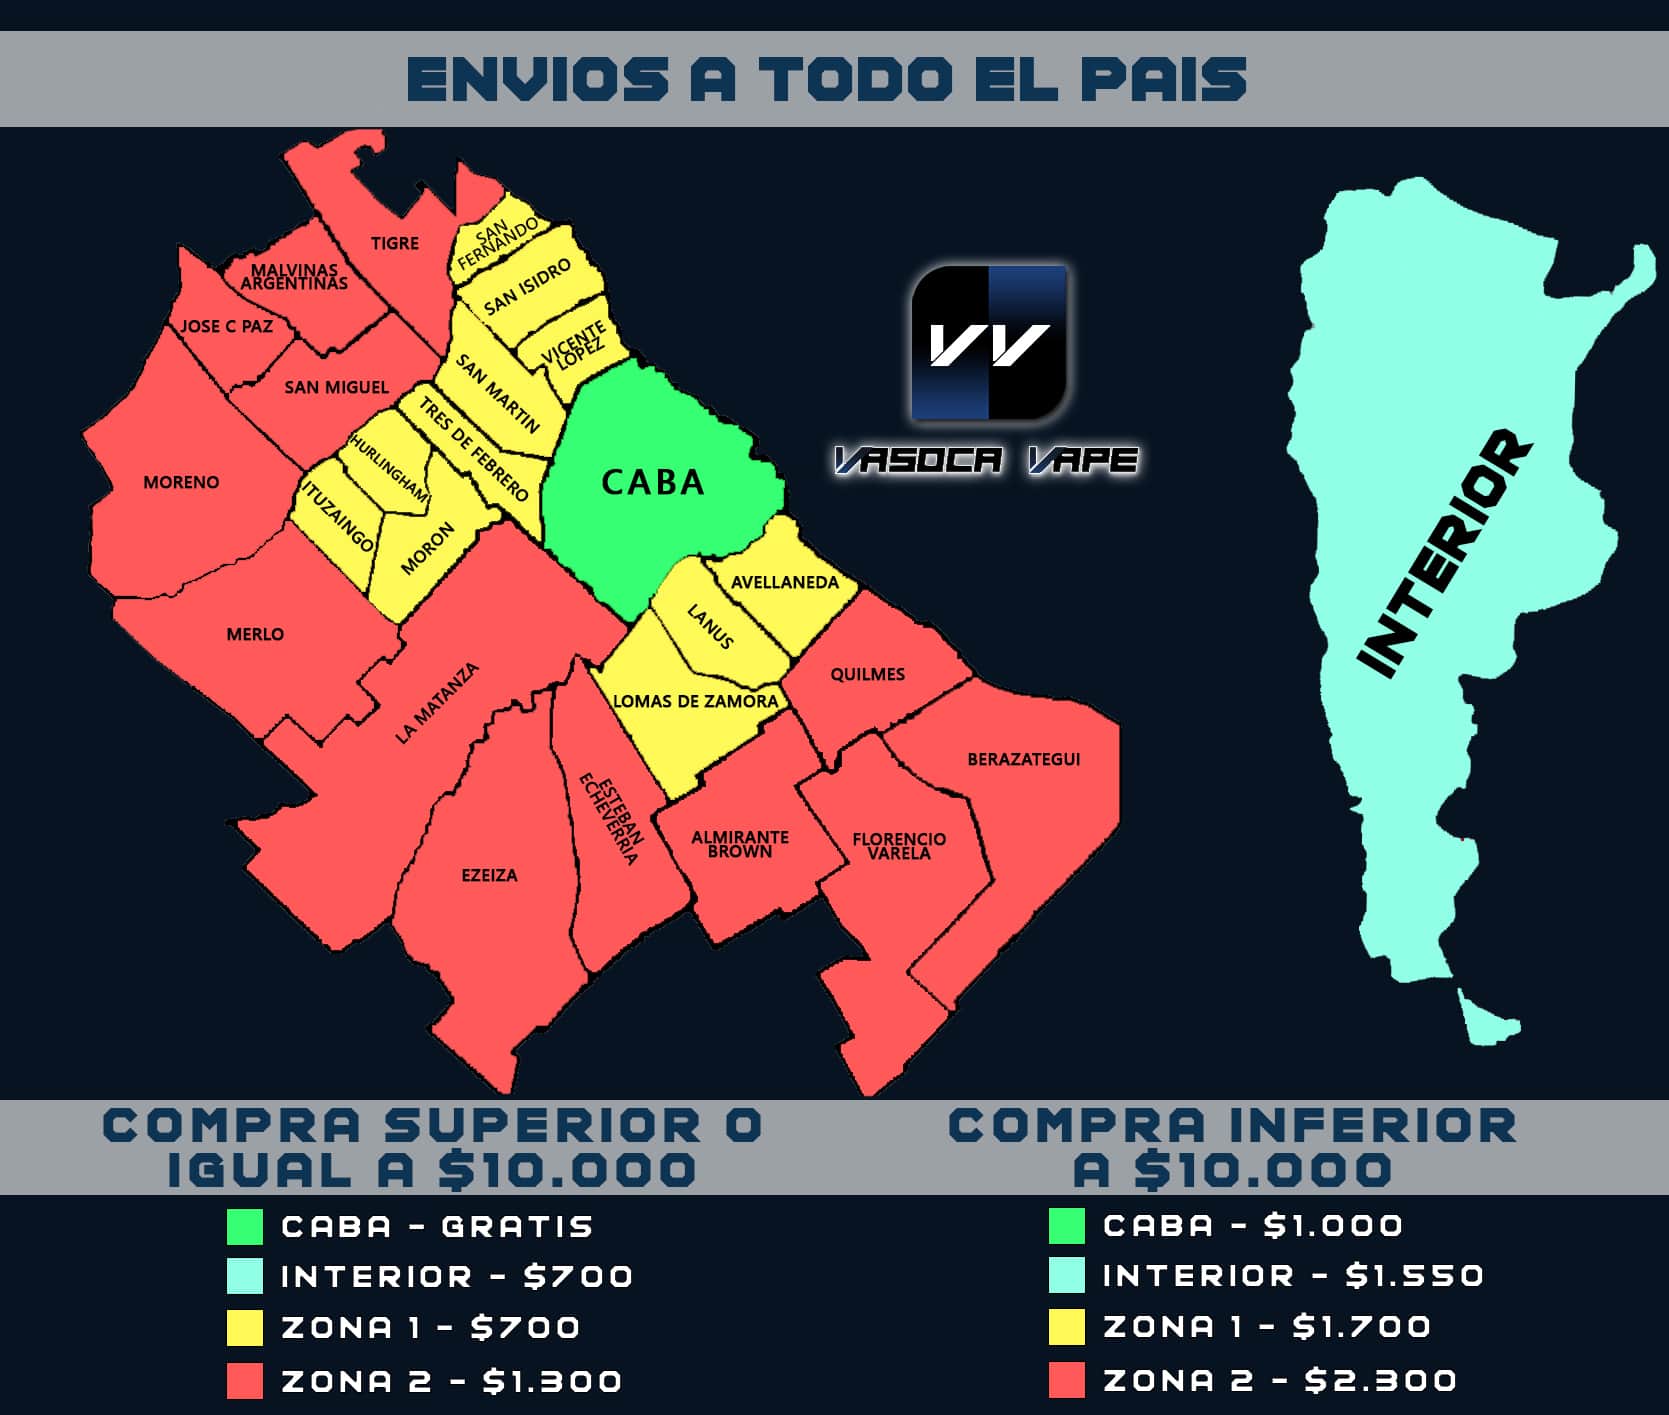 ENVIOS A TODO EL PAIS
TIGRE
SAN
FERNANDO
MALVINAS
ARGENTINAS
SAN ISIDRO
JOSE C PAZ
VICENTE
LOPEZ
SAN MIGUEL
SAN MARTIN
TRES DE FEBRERO
HURLINGHAM
MORENO
ITUZAINGO
MORON
CABA
VV
VASOCA VAPE
INTERIOR
AVELLANEDA
LANUS
MERLO
LA MATANZA
QUILMES
LOMAS DE ZAMORA
BERAZATEGUI
ESTEBAN
ECHEVERRIA
ALMIRANTE
BROWN
FLORENCIO
VARELA
EZEIZA
COMPRA SUPERIOR O
IGUAL A $10.000
CABA - GRATIS
INTERIOR - $700
ZONA 1 - $700
ZONA 2 - $1.300
COMPRA INFERIOR
A $10.000
CABA - $1.000
INTERIOR - $1.550
ZONA 1 - $1.700
ZONA 2 - $2.300